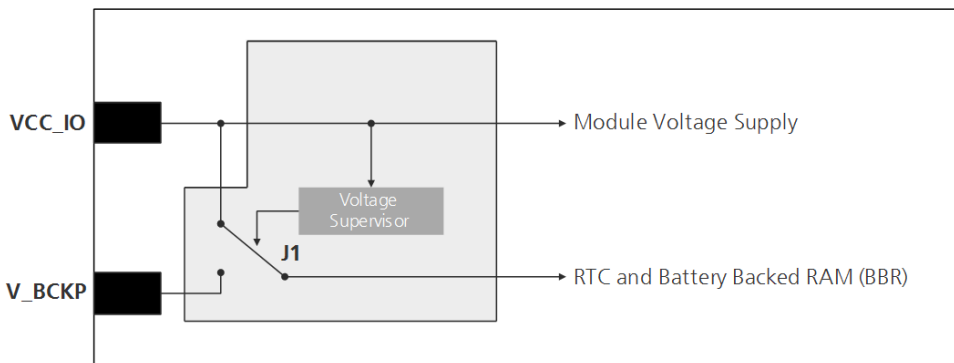 VCC_IO
Module Voltage Supply
Voltage
Supervisor
J1
V_BCKP
RTC and Battery Backed RAM (BBR)